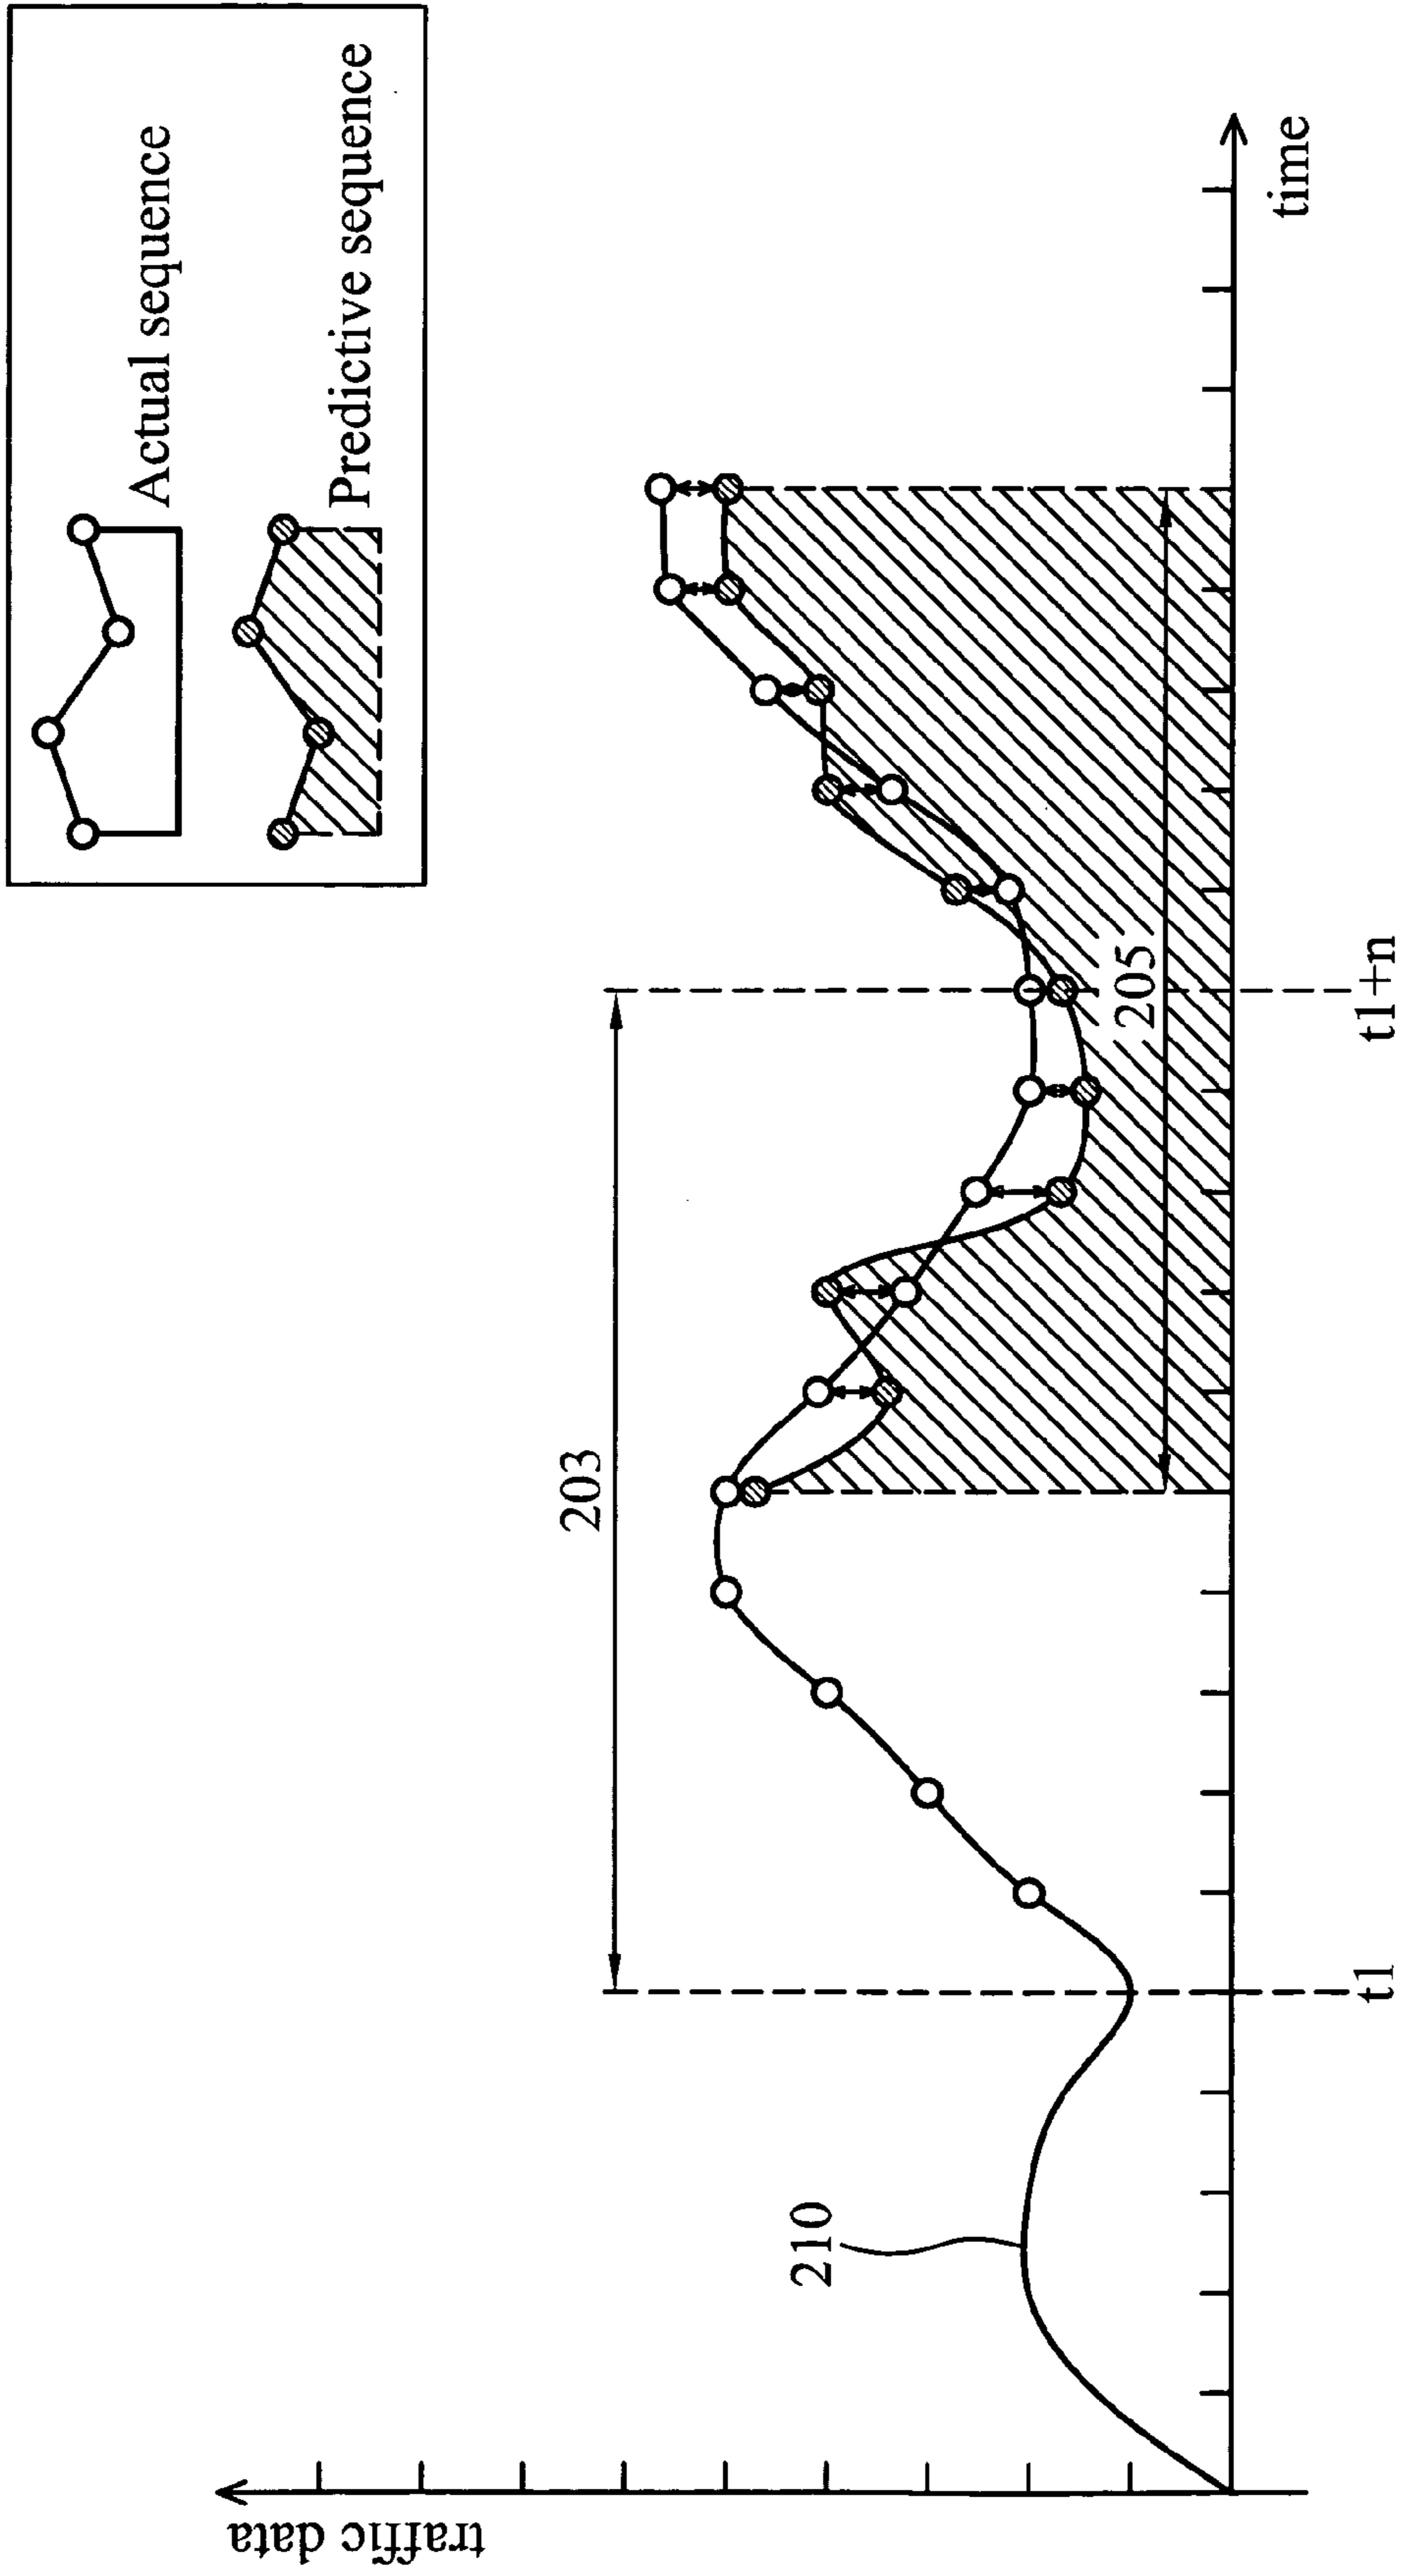 Actual sequence
Predictive sequence
traffic data
203
210
205
t1
t1+n
time